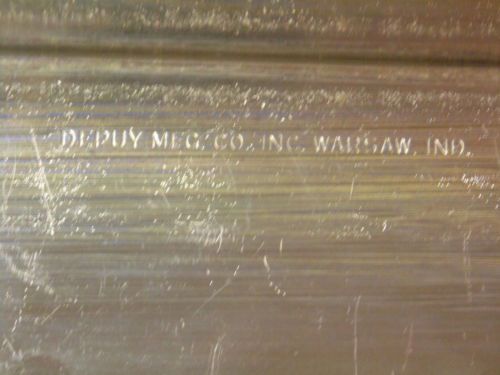 DEPUY MFG. CO. INC. WARSAW, IND.